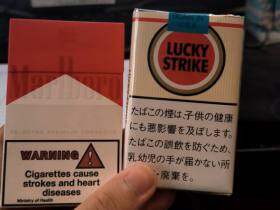 Marlboro
WARNING
Cigarettes cause
strokes and heart
diseases
Ministry of Health
LUCKY
STRIKE
たばこの煙は、子供の健康
にも悪影響を及ぼします。
たばこの誤飲を防ぐため、
乳幼児の手が届かない所
に
廃棄を。